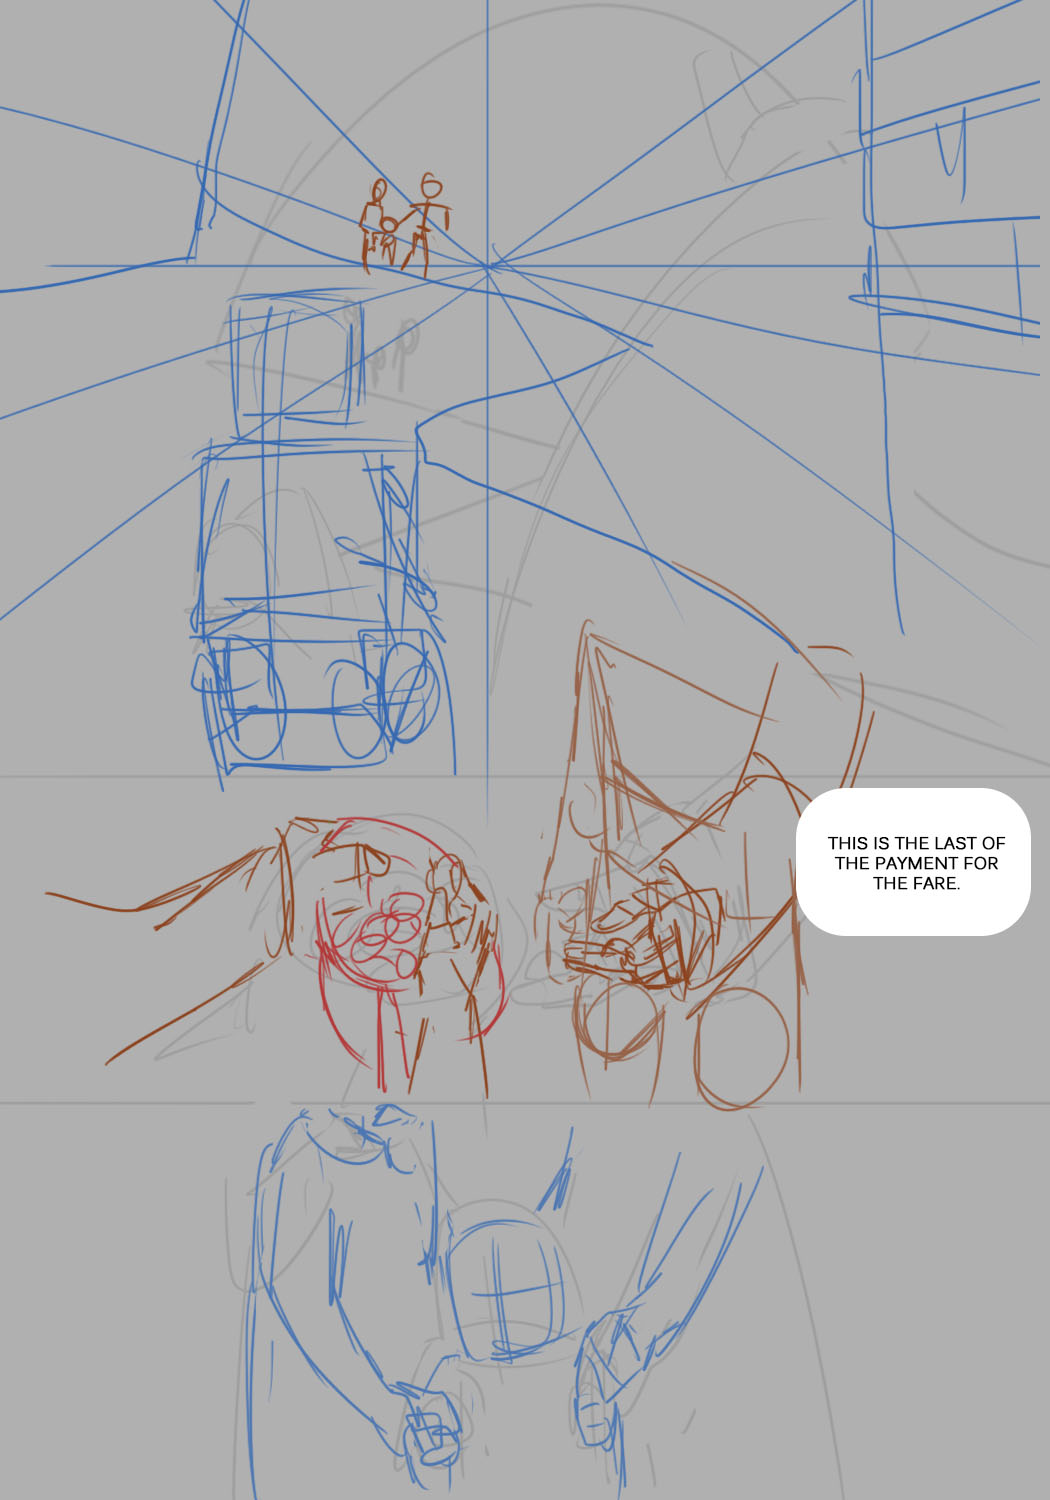 THIS IS THE LAST OF
THE PAYMENT FOR
THE FARE.